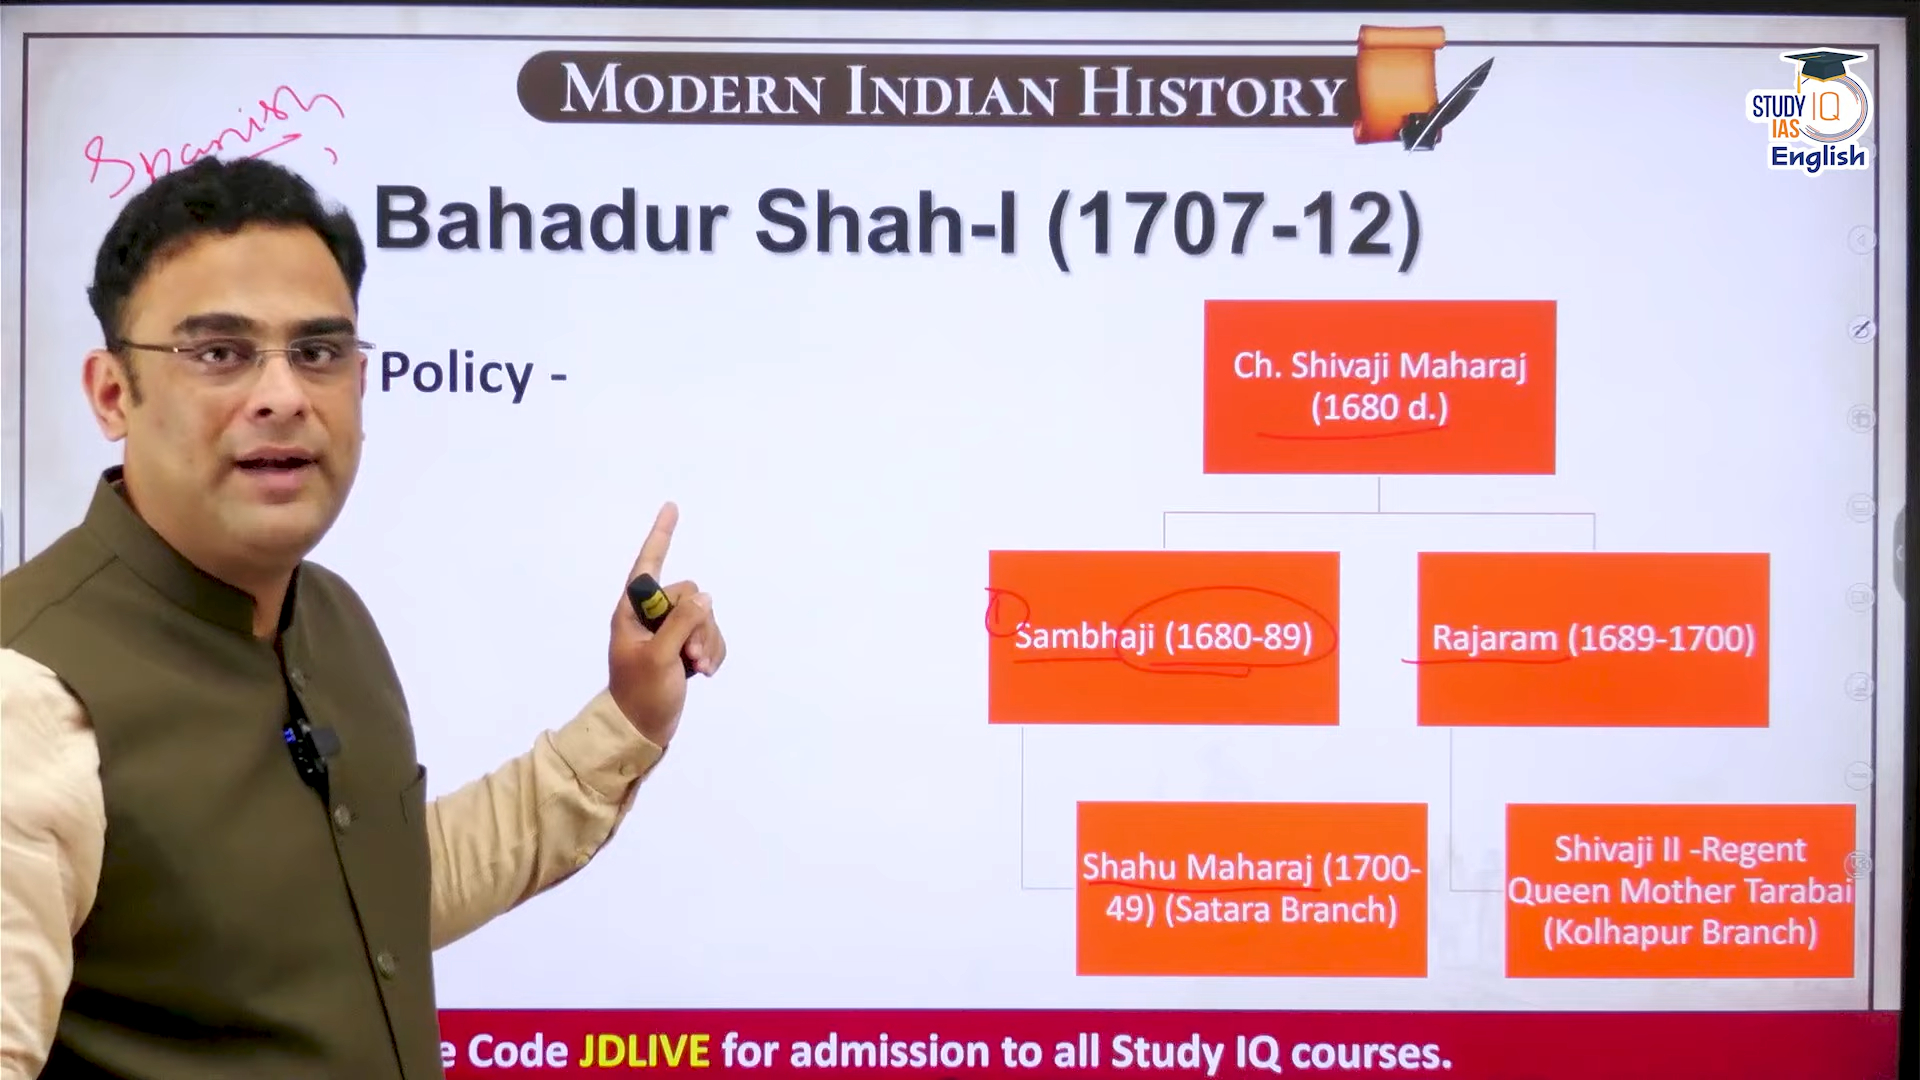 MODERN INDIAN HISTORY
STUDY IQ
IAS
English
Spanish,
Bahadur Shah-I (1707-12)
Policy -
Ch. Shivaji Maharaj
(1680 d.)
1
Sambhaji (1680-89)
Rajaram (1689-1700)
Shahu Maharaj (1700-
49) (Satara Branch)
Shivaji II -Regent
Queen Mother Tarabai
(Kolhapur Branch)
e Code JDLIVE for admission to all Study IQ courses.